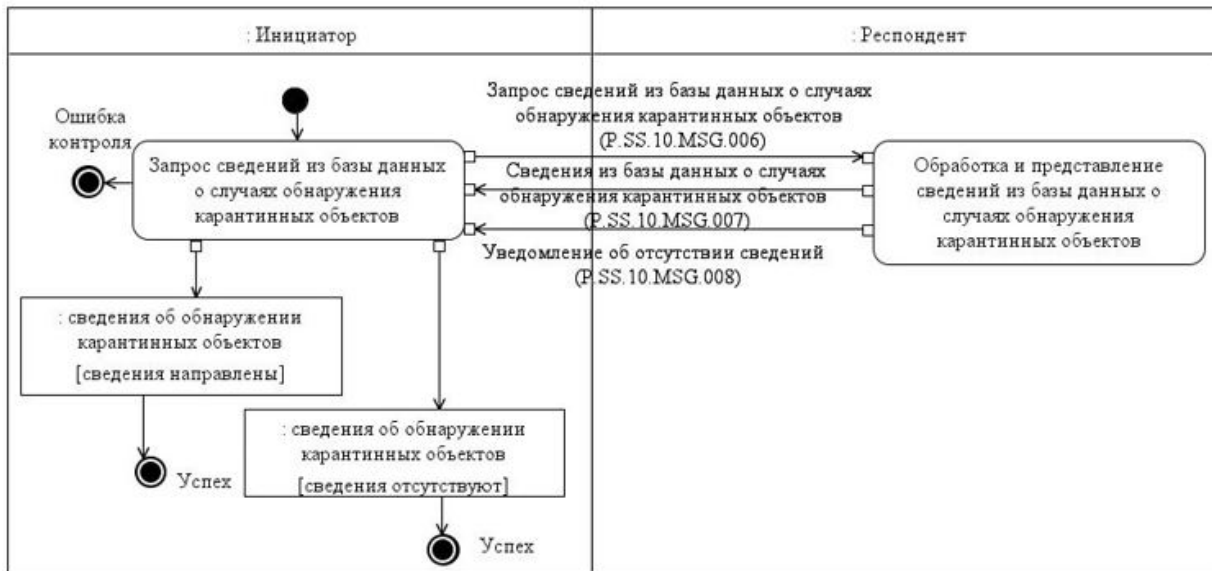 : Инициатор
: Респондент
Ошибка
контроля
Запрос сведений из базы данных
о случаях обнаружения
карантинных объектов
Запрос сведений из базы данных о случаях
обнаружения карантинных объектов
(P.SS.10.MSG.006)
Сведения из базы данных о случаях
обнаружения карантинных объектов
(P.SS.10.MSG.007)
Уведомление об отсутствии сведений
(P.SS.10.MSG.008)
Обработка и представление
сведений из базы данных о
случаях обнаружения
карантинных объектов
: сведения об обнаружении
карантинных объектов
[сведения направлены]
Успех
: сведения об обнаружении
карантинных объектов
[сведения отсутствуют]
Успех